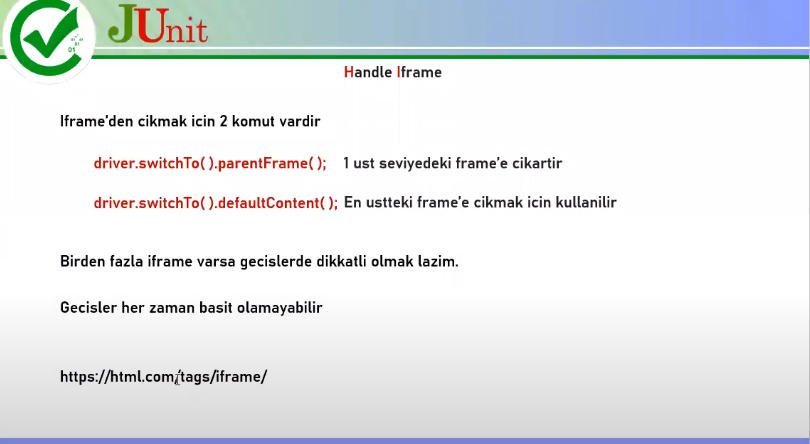 JUnit
Handle Iframe
Iframe'den cikmak icin 2 komut vardir
driver.switchTo( ).parentFrame( ); 1 ust seviyedeki frame'e cikartir
driver.switchTo( ).defaultContent( ); En ustteki frame'e cikmak icin kullanilir
Birden fazla iframe varsa gecislerde dikkatli olmak lazim.
Gecisler her zaman basit olamayabilir
https://html.com/tags/iframe/